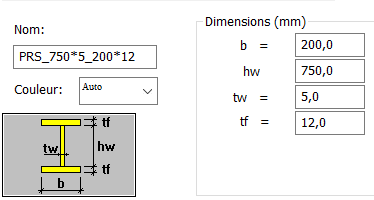 Nom:
PRS_750*5_200*12
Couleur: Auto
tf
tw hw
tf
b
Dimensions (mm)
b = 200,0
hw 750,0
tw = 5,0
tf = 12,0